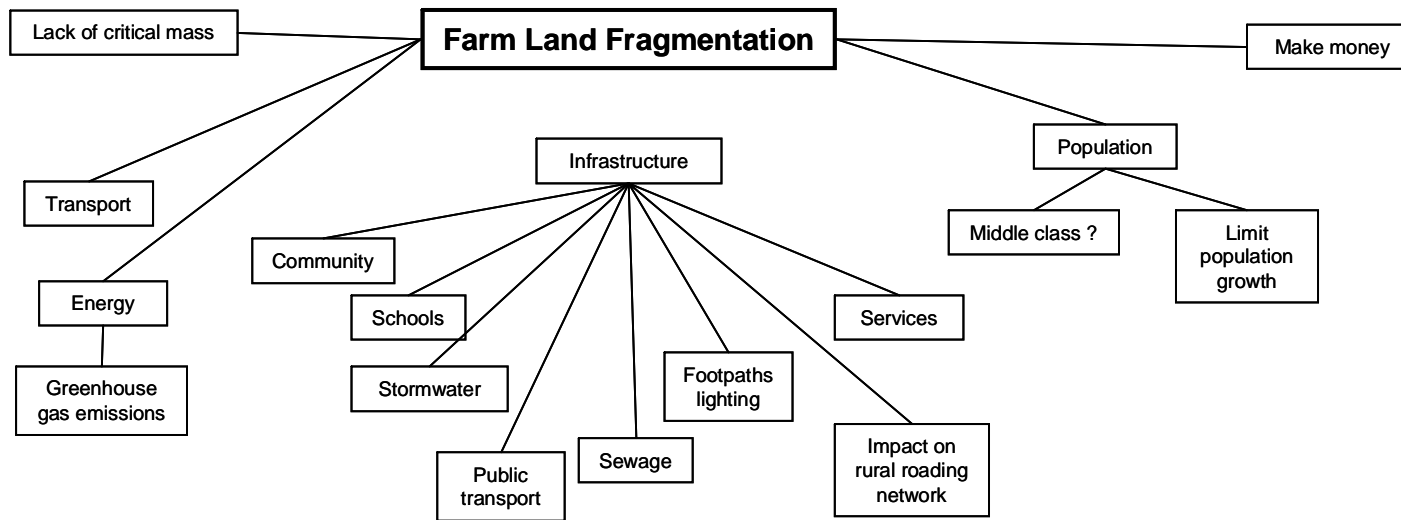 Lack of critical mass
Farm Land Fragmentation
Make money
Infrastructure
Population
Transport
Community
Middle class ?
Limit
population
growth
Energy
Schools
Services
Greenhouse
gas emissions
Stormwater
Footpaths
lighting
Public
transport
Sewage
Impact on
rural roading
network